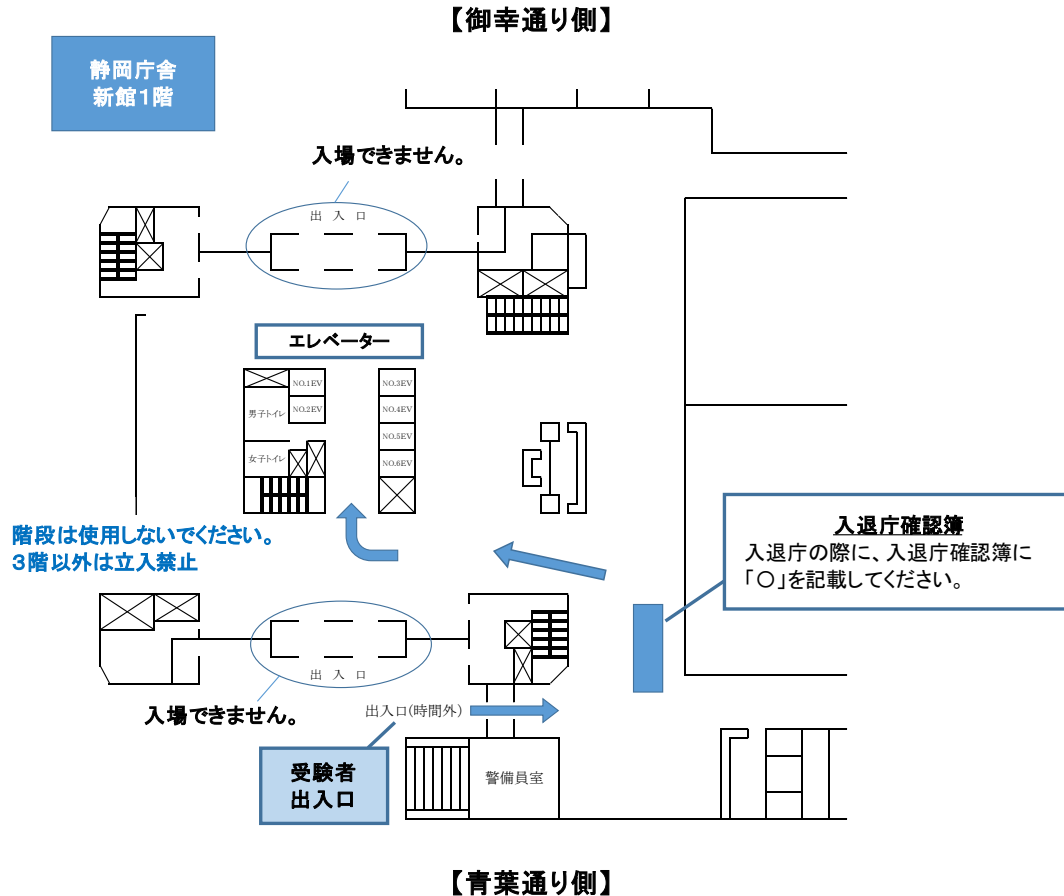 【御幸通り側】
静岡庁舎
新館1階
入場できません。
出 入 口
エレベーター
NO.1EV
NO.3EV
男子トイレ
NO.2EV
NO.4EV
NO.5EV
女子トイレ
NO.6EV
階段は使用しないでください。
3階以外は立入禁止
入退庁確認簿
入退庁の際に、入退庁確認簿に
「○」を記載してください。
出 入 口
入場できません。
出入口(時間外)
受験者
出入口
警備員室
【青葉通り側】